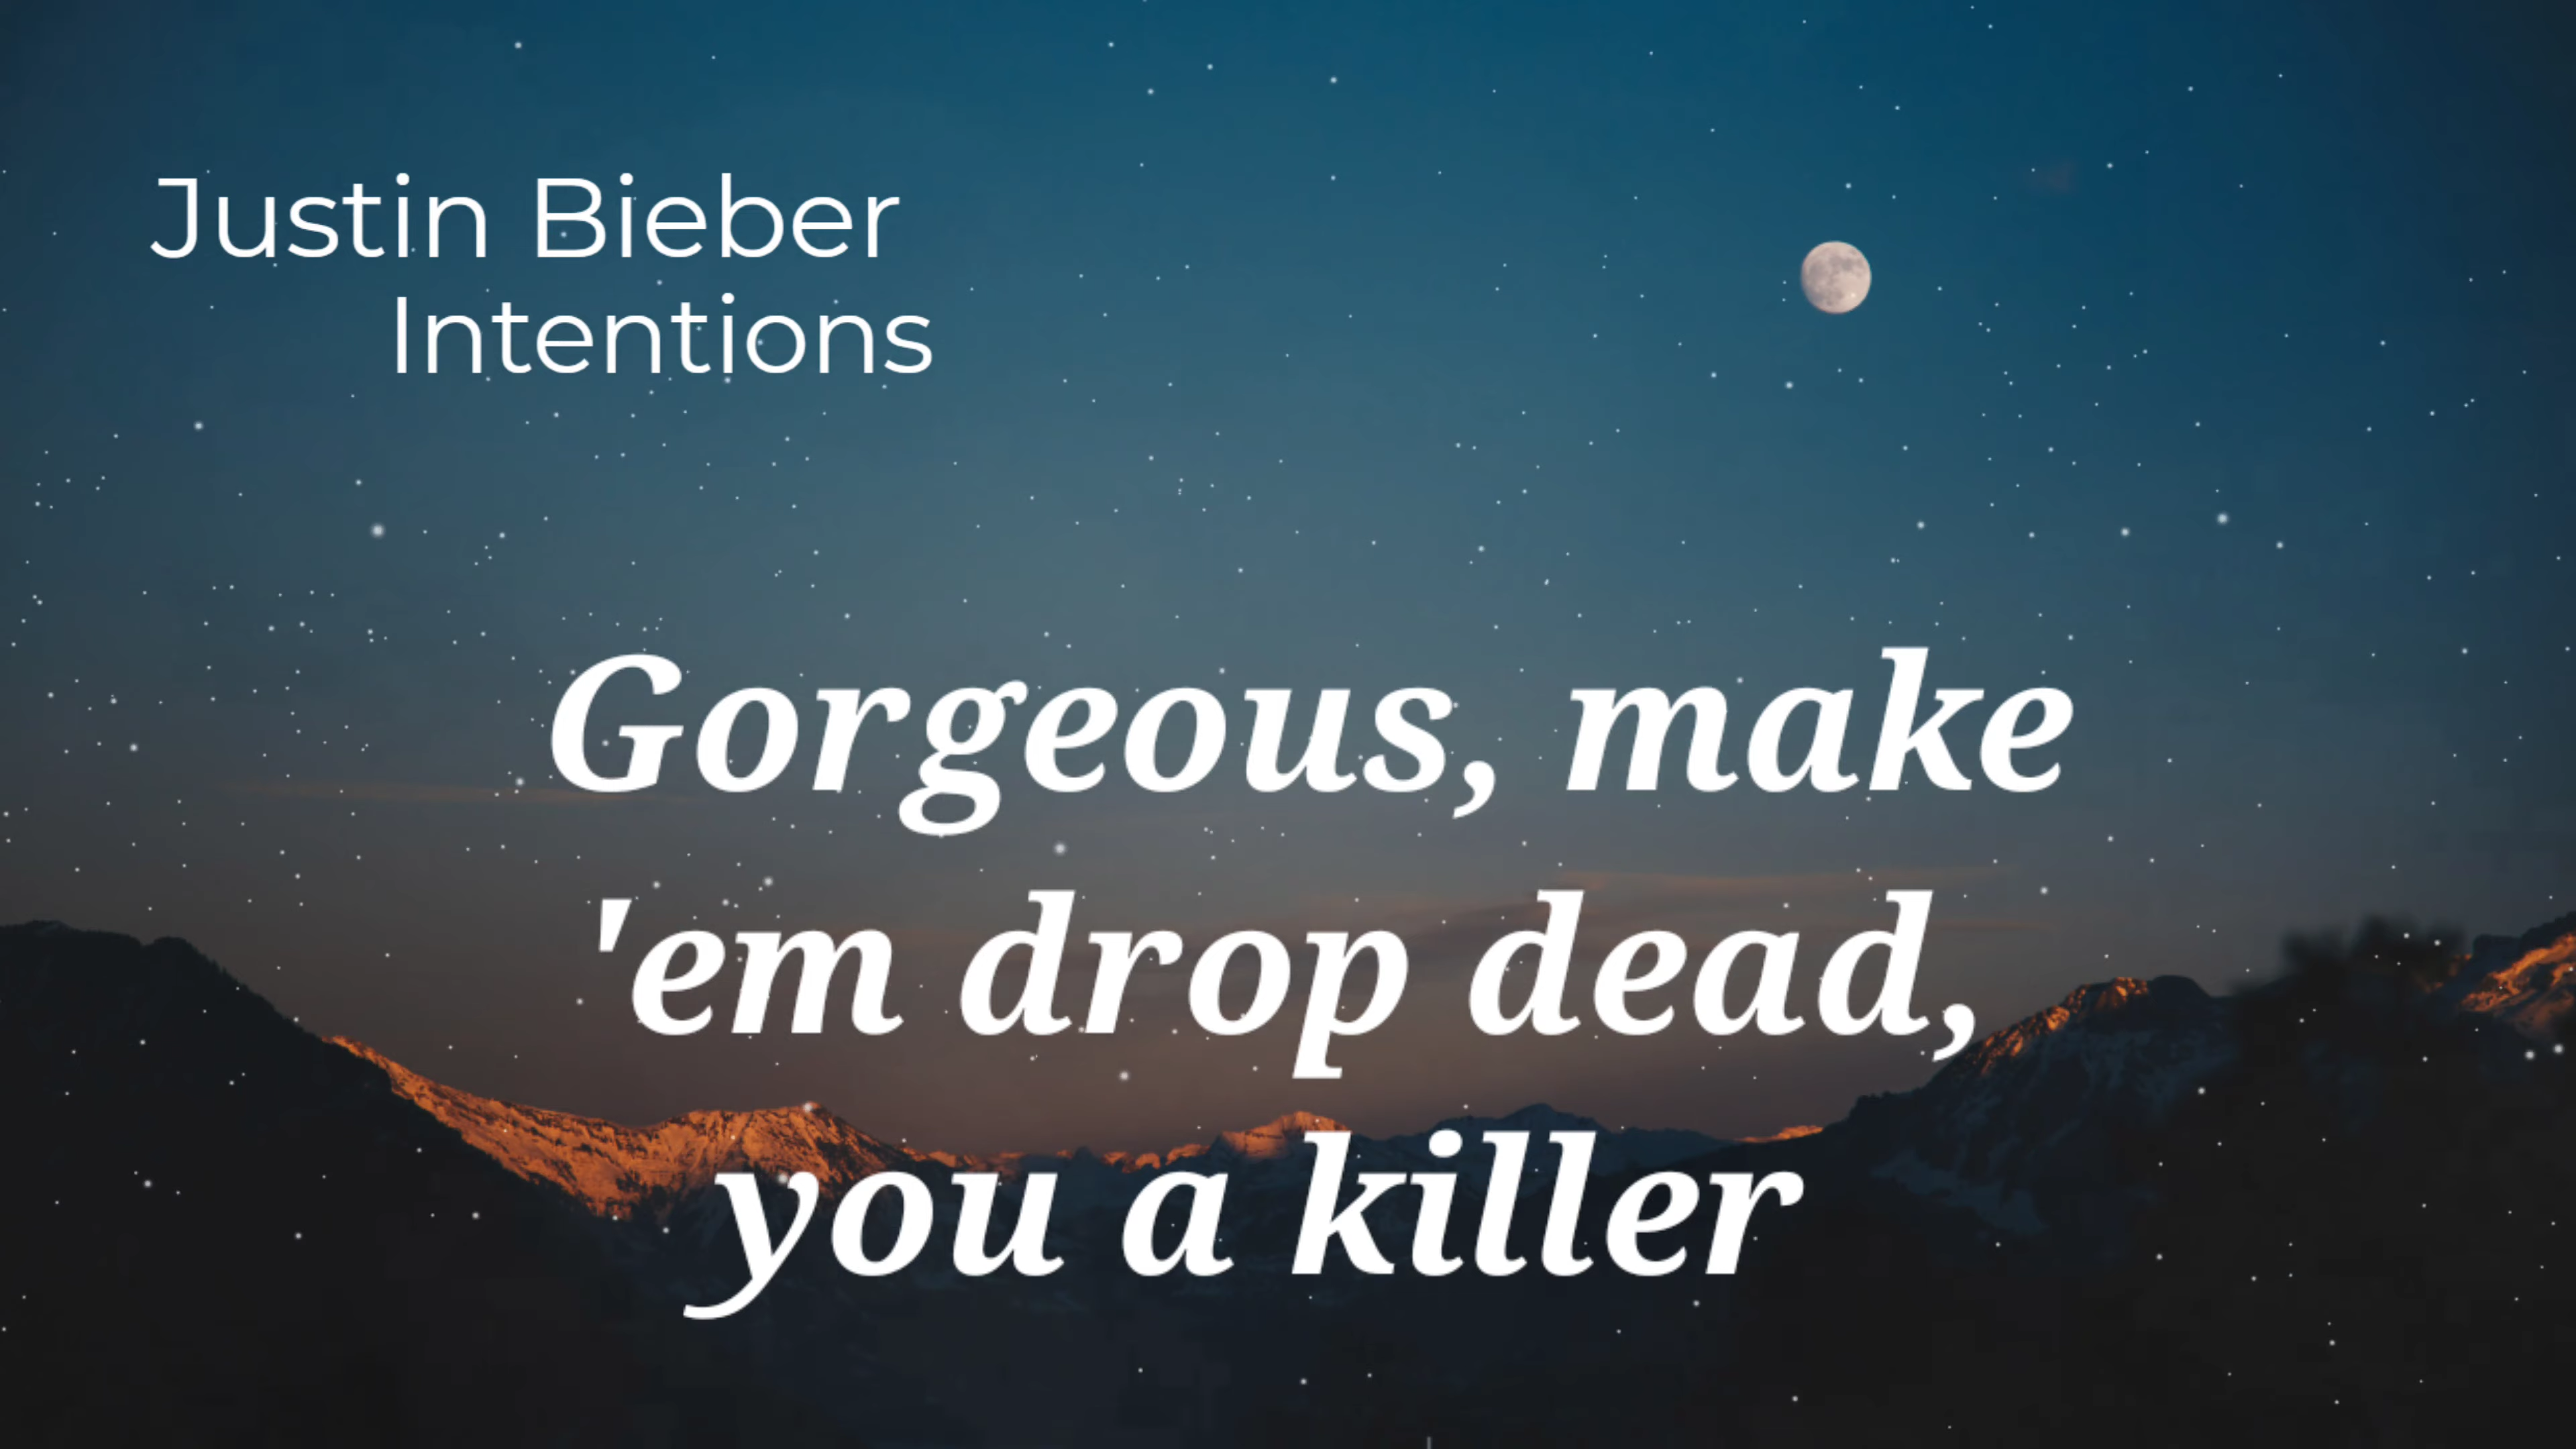 Justin Bieber
Intentions
Gorgeous, make
'em drop dead,
you a killer